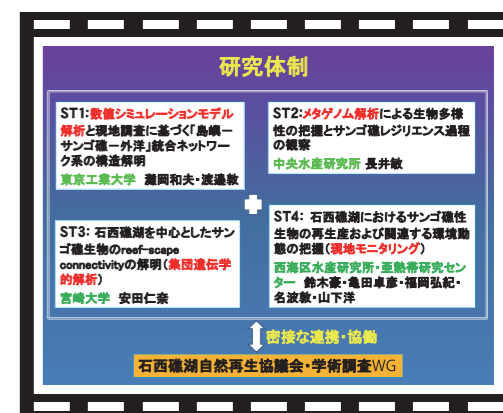 研究体制
ST1:数値シミュレーションモデル
解析と現地調査に基づく「島嶼ー
サンゴ礁ー外洋」統合ネットワー
ク系の構造解明
東京工業大学 灘岡和夫・渡邉敦
ST2:メタゲノム解析による生物多様
性の把握とサンゴ礁レジリエンス過程
の観察
中央水産研究所 長井敏
ST3: 石西礁湖を中心としたサン
ゴ礁生物のreef-scape
connectivityの解明(集団遺伝学
的解析)
宮崎大学 安田仁奈
ST4: 石西礁湖におけるサンゴ礁性
生物の再生産および関連する環境動
態の把握(現地モニタリング)
西海区水産研究所・亜熱帯研究セン
ター 鈴木豪・亀田卓彦・福岡弘紀・
名波敦・山下洋
密接な連携・協働
石西礁湖自然再生協議会・学術調査WG